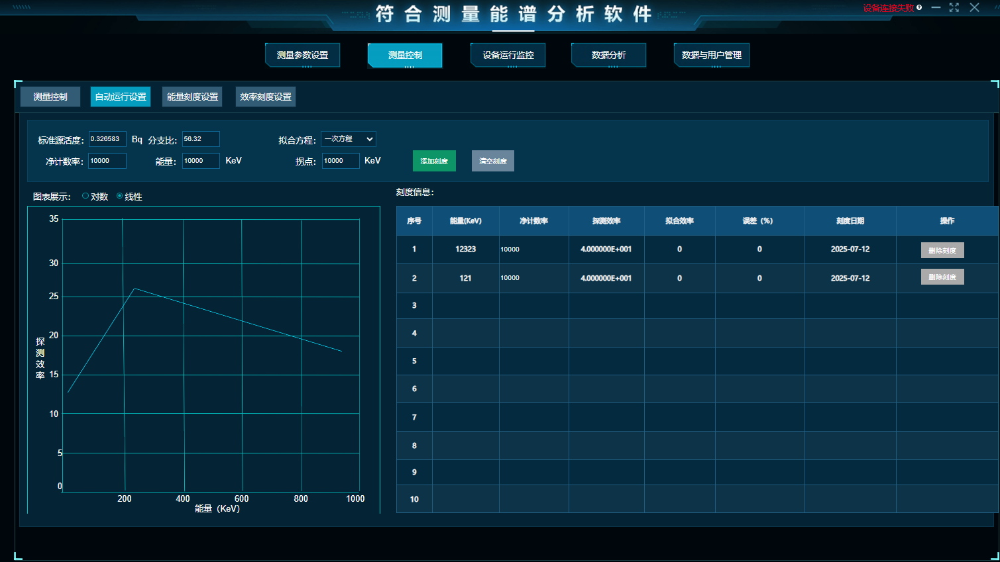 符合测量能谱分析软件
设备连接失败 ?
测量参数设置 测量控制 设备运行监控 数据分析 数据与用户管理
测量控制 自动运行设置 能量刻度设置 效率刻度设置
标准源活度: 0.326583 Bq 分支比: 56.32 拟合方程: 一次方程
净计数率: 10000 能量: 10000 KeV 拐点: 10000 KeV 添加刻度 清空刻度
图表展示: 对数 线性
刻度信息:
35
30
25
20
15
10
5
0
探测效率
200 400 600 800 1000
能量（KeV）
序号 能量(KeV) 净计数率 探测效率 拟合效率 误差（%） 刻度日期 操作
1 12323 10000 4.000000E+001 0 0 2025-07-12 删除刻度
2 121 10000 4.000000E+001 0 0 2025-07-12 删除刻度
3
4
5
6
7
8
9
10